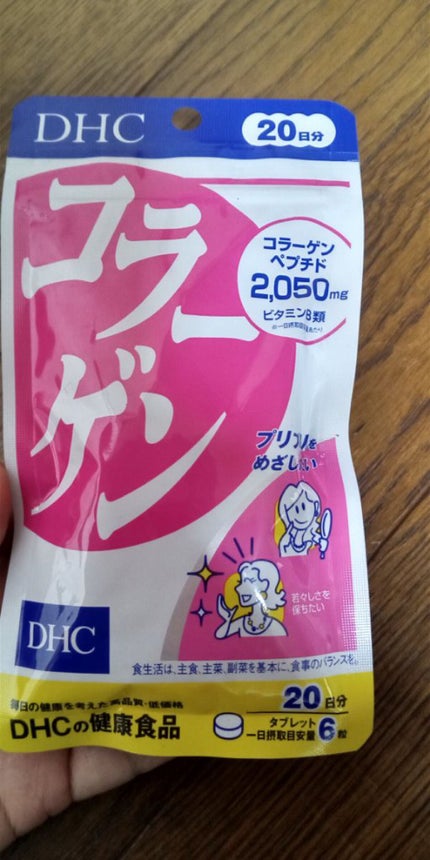 DHC
20日分
コラーゲン
コラーゲン
ペプチド
2,050mg
ビタミンB類
プリプリを
めざしたい
若々しさを
保ちたい
DHC
食生活は、主食、主菜、副菜を基本に、食事のバランスを。
毎日の健康を考えた高品質・低価格
DHCの健康食品
20日分
タブレット
一日摂取目安量6粒